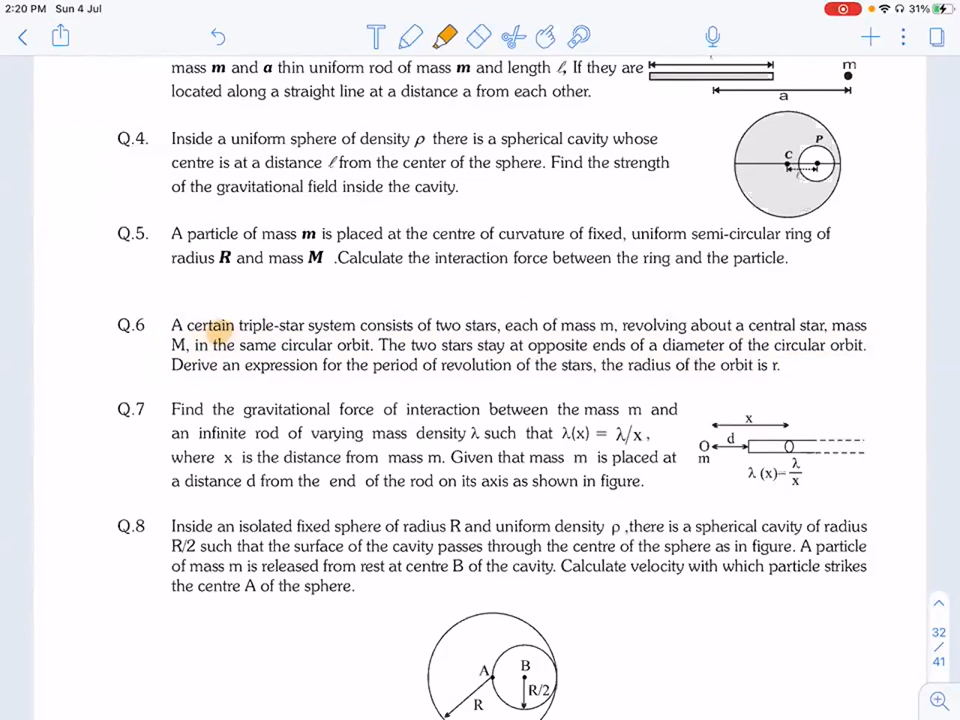 2:20 PM Sun 4 Jul
31%
mass m and a thin uniform rod of mass m and length ℓ, If they are
located along a straight line at a distance a from each other.
m
a
Q.4. Inside a uniform sphere of density ρ there is a spherical cavity whose
centre is at a distance ℓ from the center of the sphere. Find the strength
of the gravitational field inside the cavity.
P
C
Q.5. A particle of mass m is placed at the centre of curvature of fixed, uniform semi-circular ring of
radius R and mass M .Calculate the interaction force between the ring and the particle.
Q.6 A certain triple-star system consists of two stars, each of mass m, revolving about a central star, mass
M, in the same circular orbit. The two stars stay at opposite ends of a diameter of the circular orbit.
Derive an expression for the period of revolution of the stars, the radius of the orbit is r.
Q.7 Find the gravitational force of interaction between the mass m and
an infinite rod of varying mass density λ such that λ(x) = λ/x,
where x is the distance from mass m. Given that mass m is placed at
a distance d from the end of the rod on its axis as shown in figure.
x
O d
m
λ (x)=λ/x
Q.8 Inside an isolated fixed sphere of radius R and uniform density ρ ,there is a spherical cavity of radius
R/2 such that the surface of the cavity passes through the centre of the sphere as in figure. A particle
of mass m is released from rest at centre B of the cavity. Calculate velocity with which particle strikes
the centre A of the sphere.
A B
R/2
R
32
/
41